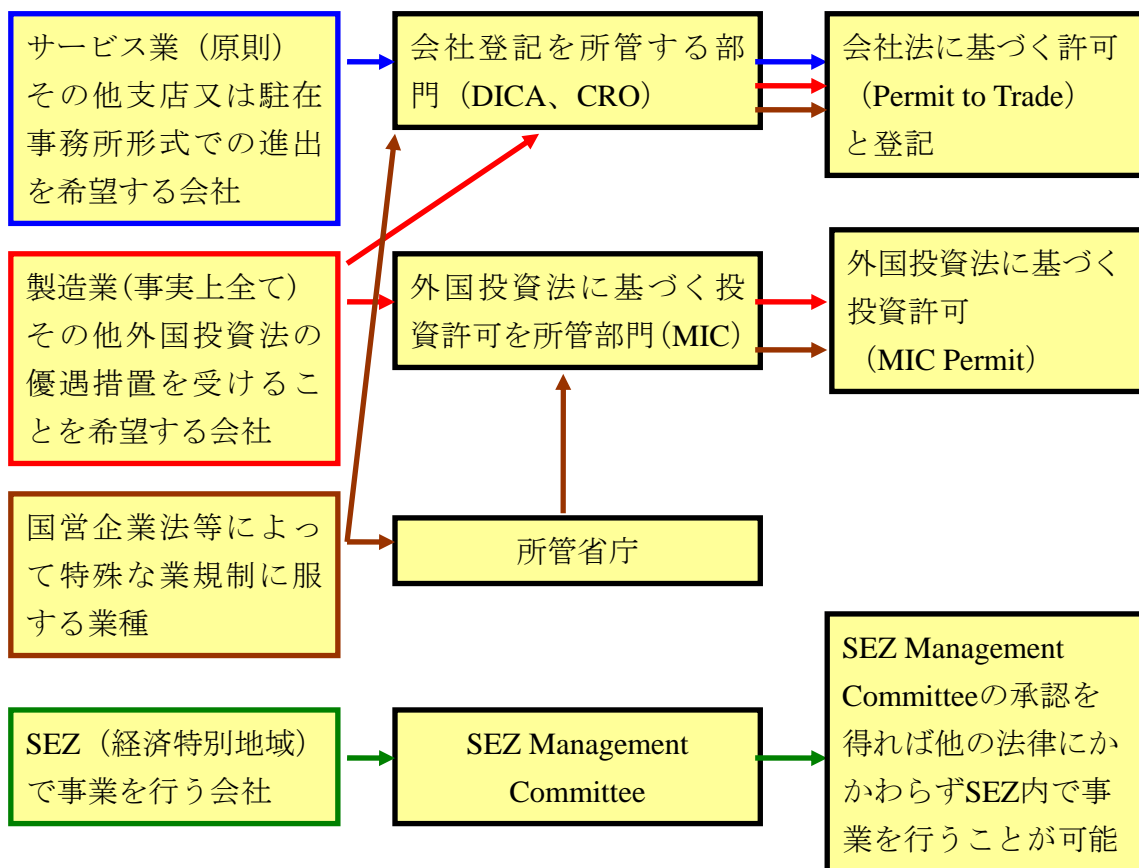 サービス業（原則）
その他支店又は駐在
事務所形式での進出
を希望する会社
会社登記を所管する部
門（DICA、CRO）
会社法に基づく許可
（Permit to Trade）
と登記
製造業(事実上全て)
その他外国投資法の
優遇措置を受けるこ
とを希望する会社
外国投資法に基づく投
資許可を所管部門(MIC)
外国投資法に基づく
投資許可
（MIC Permit）
国営企業法等によっ
て特殊な業規制に服
する業種
所管省庁
SEZ（経済特別地域）
で事業を行う会社
SEZ Management
Committee
SEZ Management
Committeeの承認を
得れば他の法律にか
かわらずSEZ内で事
業を行うことが可能